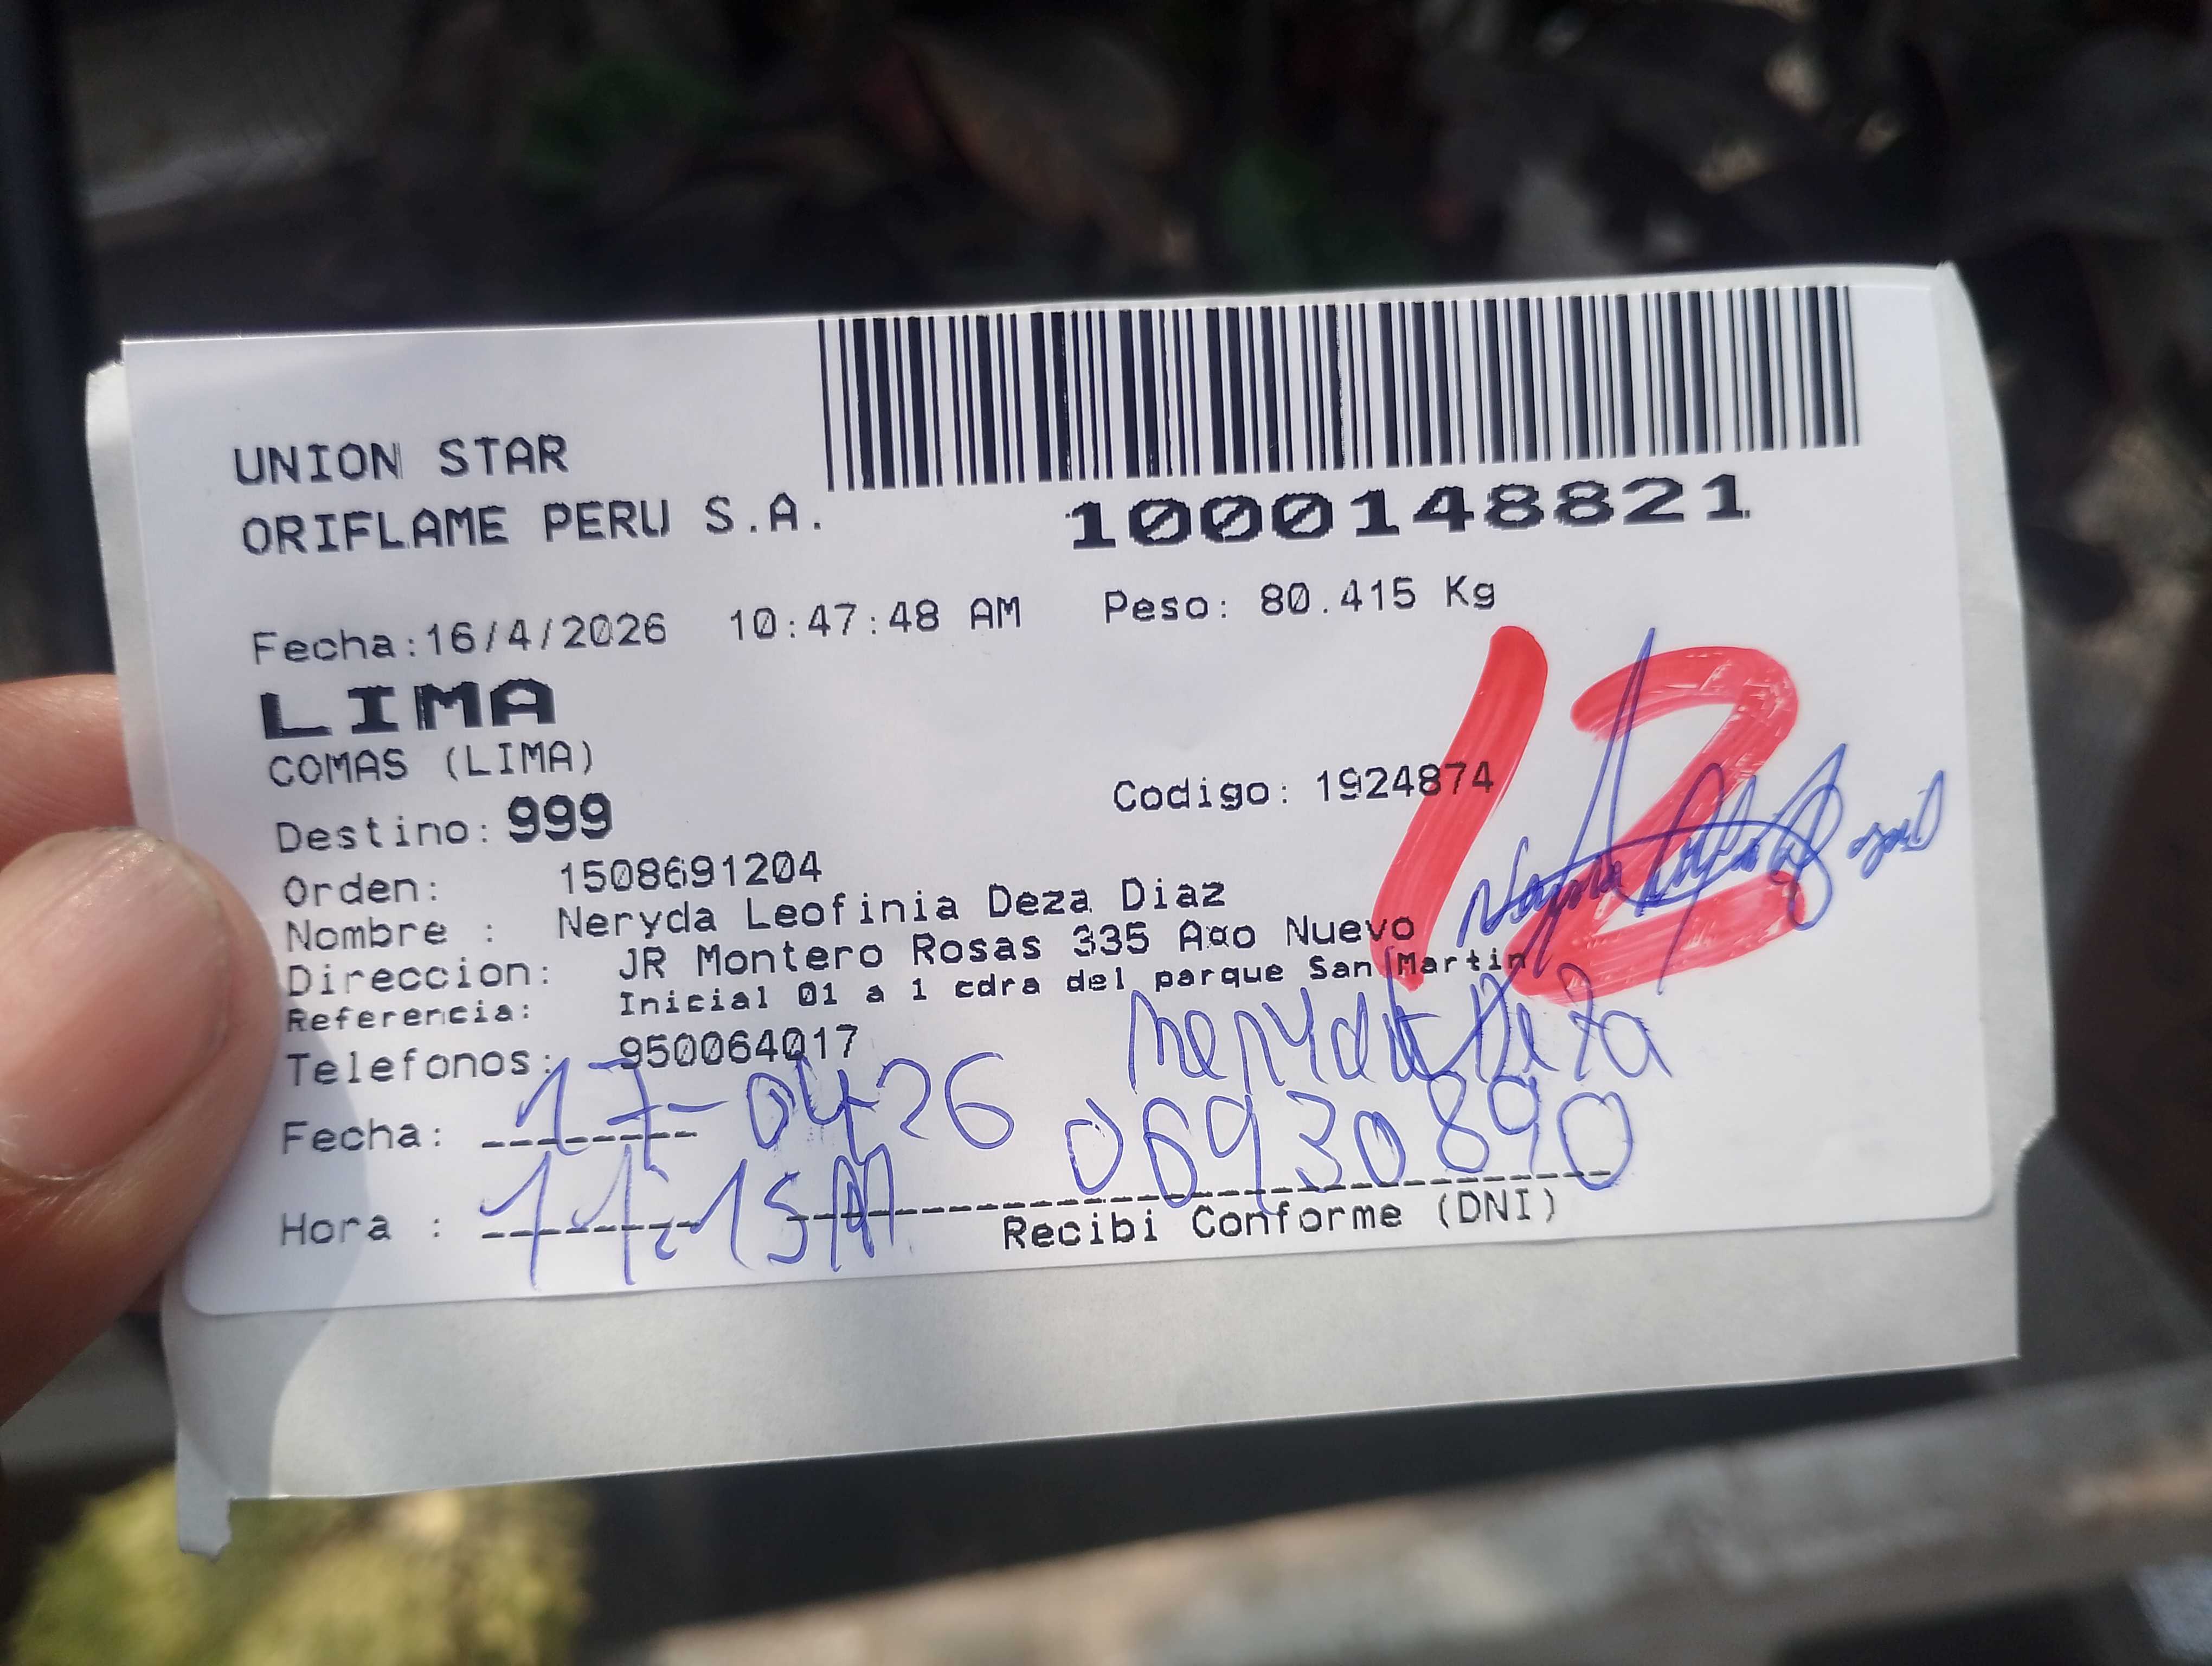 UNION STAR
ORIFLAME PERU S.A.
1000148821
Fecha:16/4/2026 10:47:48 AM Peso: 80.415 Kg
LIMA
12
COMAS (LIMA)
Codigo: 1924874
Destino: 999
Orden: 1508691204
Nombre : Neryda Leofinia Deza Diaz
Direccion: JR Montero Rosas 335 Aao Nuevo
Referencia: Inicial 01 a 1 cdra del parque San Martin
Telefonos: 950064017
Neryda Deza
Fecha: 17-04-26
06930890
Hora : 11:15 AM
Recibi Conforme (DNI)